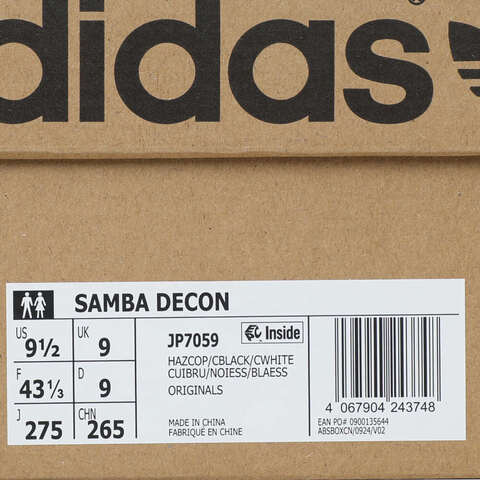 adidas
SAMBA DECON
US 9½ UK 9
F 43⅓ D 9
J 275 CHN 265
JP7059 Inside
HAZCOP/CBLACK/CWHITE
CUIBRU/NOIESS/BLAESS
ORIGINALS
MADE IN CHINA
FABRIQUÉ EN CHINE
4 067904 243748
EAN PO# 0900135644
ABSBOXCN/0924/V02